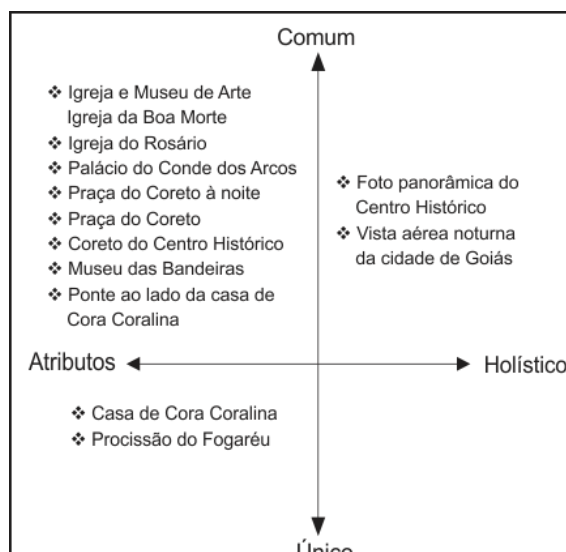 Comum
❖ Igreja e Museu de Arte
Igreja da Boa Morte
❖ Igreja do Rosário
❖ Palácio do Conde dos Arcos
❖ Praça do Coreto à noite
❖ Praça do Coreto
❖ Coreto do Centro Histórico
❖ Museu das Bandeiras
❖ Ponte ao lado da casa de
Cora Coralina
❖ Foto panorâmica do
Centro Histórico
❖ Vista aérea noturna
da cidade de Goiás
Atributos
Holístico
❖ Casa de Cora Coralina
❖ Procissão do Fogaréu
Único